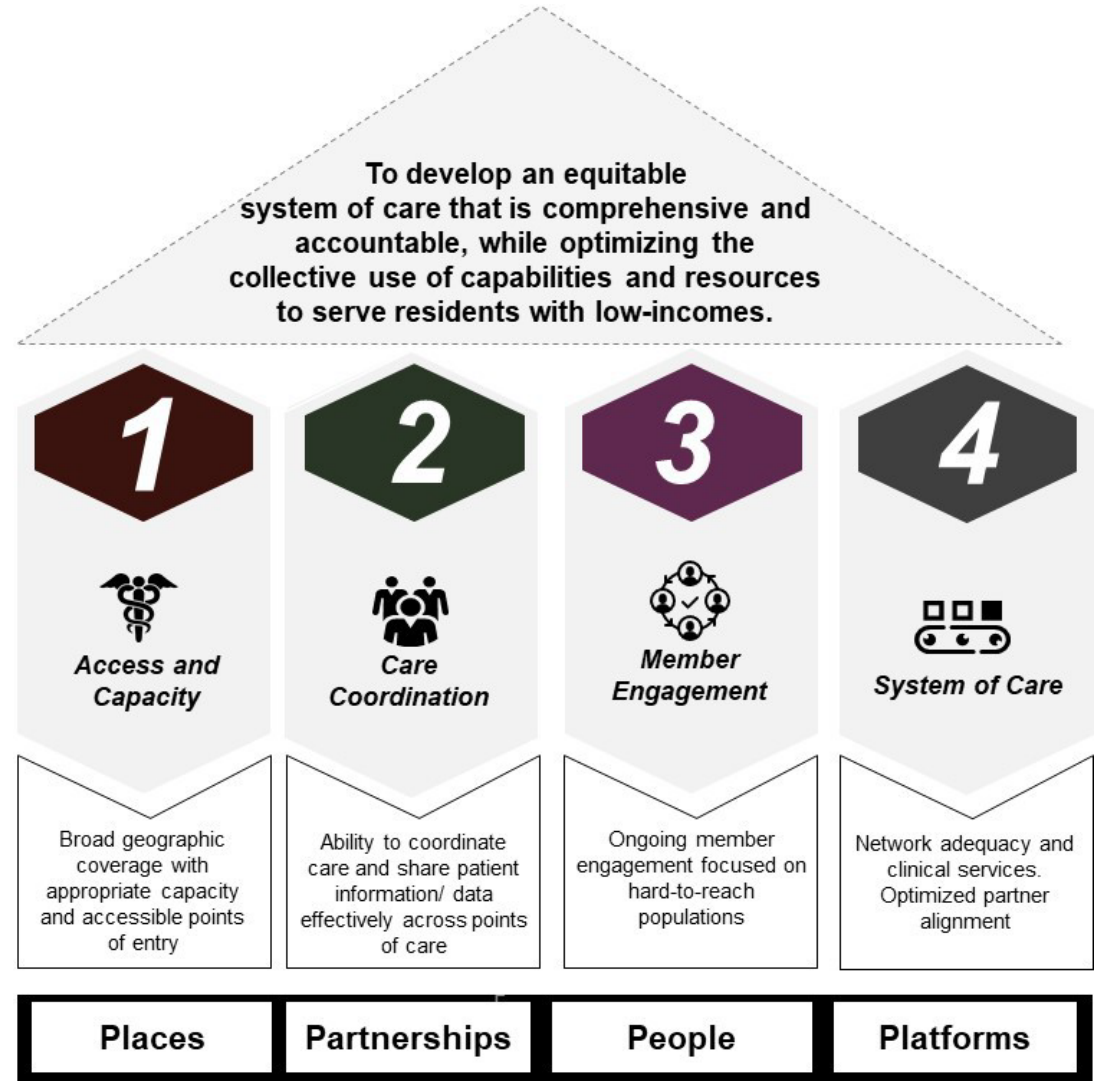 To develop an equitable
system of care that is comprehensive and
accountable, while optimizing the
collective use of capabilities and resources
to serve residents with low-incomes.
1
Access and
Capacity
Broad geographic
coverage with
appropriate capacity
and accessible points
of entry
Places
2
Care
Coordination
Ability to coordinate
care and share patient
information/ data
effectively across points
of care
Partnerships
3
Member
Engagement
Ongoing member
engagement focused on
hard-to-reach
populations
People
4
System of Care
Network adequacy and
clinical services.
Optimized partner
alignment
Platforms